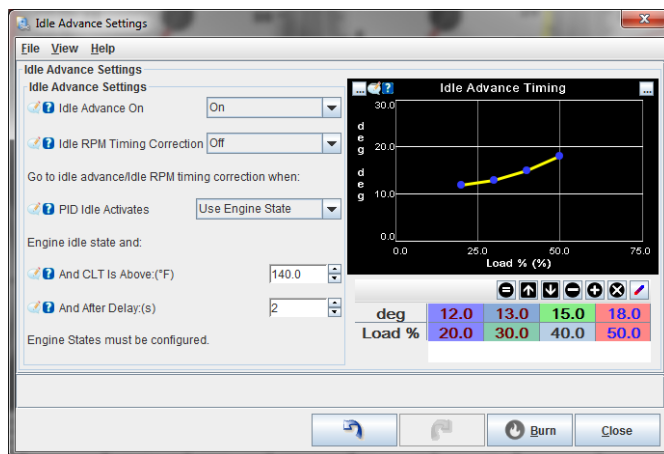 Idle Advance Settings
File View Help
Idle Advance Settings
Idle Advance Settings
Idle Advance On On
Idle RPM Timing Correction Off
Go to idle advance/Idle RPM timing correction when:
PID Idle Activates Use Engine State
Engine idle state and:
And CLT Is Above:(°F) 140.0
And After Delay:(s) 2
Engine States must be configured.
... Idle Advance Timing ...
30.0
20.0
10.0
0.0
deg deg
0.0 25.0 50.0 75.0
Load % (%)
deg 12.0 13.0 15.0 18.0
Load % 20.0 30.0 40.0 50.0
Burn Close